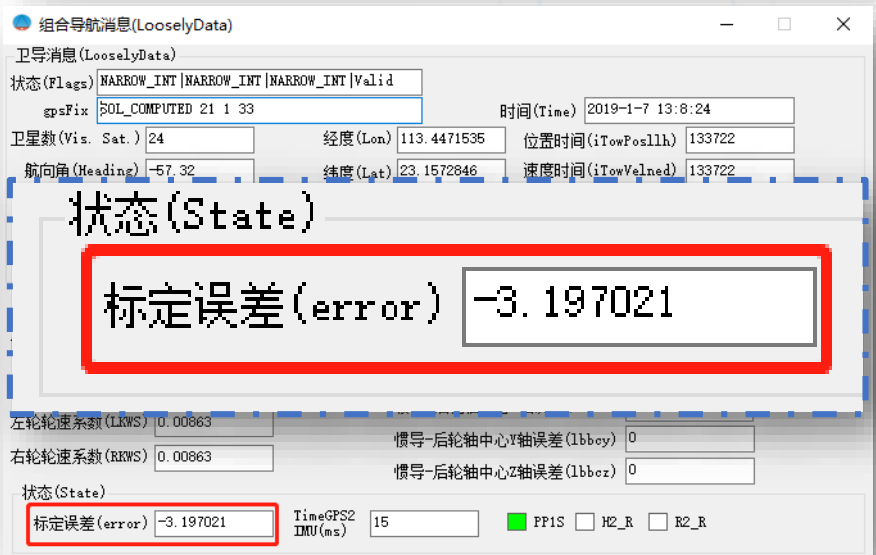 组合导航消息(LooselyData)
卫导消息(LooselyData)
状态(Flags) NARROW_INT|NARROW_INT|NARROW_INT|Valid
gpsFix SOL_COMPUTED 21 1 33 时间(Time) 2019-1-7 13:8:24
卫星数(Vis. Sat.) 24 经度(Lon) 113.4471535 位置时间(iTowPosllh) 133722
航向角(Heading) -57.32 纬度(Lat) 23.1572846 速度时间(iTowVelned) 133722
状态(State)
标定误差(error) -3.197021
左轮轮速系数(LKWS) 0.00863
惯导-后轮轴中心Y轴误差(lbbcy) 0
右轮轮速系数(RKWS) 0.00863
惯导-后轮轴中心Z轴误差(lbbcz) 0
状态(State)
标定误差(error) -3.197021 TimeGPS2 IMU(ms) 15 PP1S H2_R R2_R